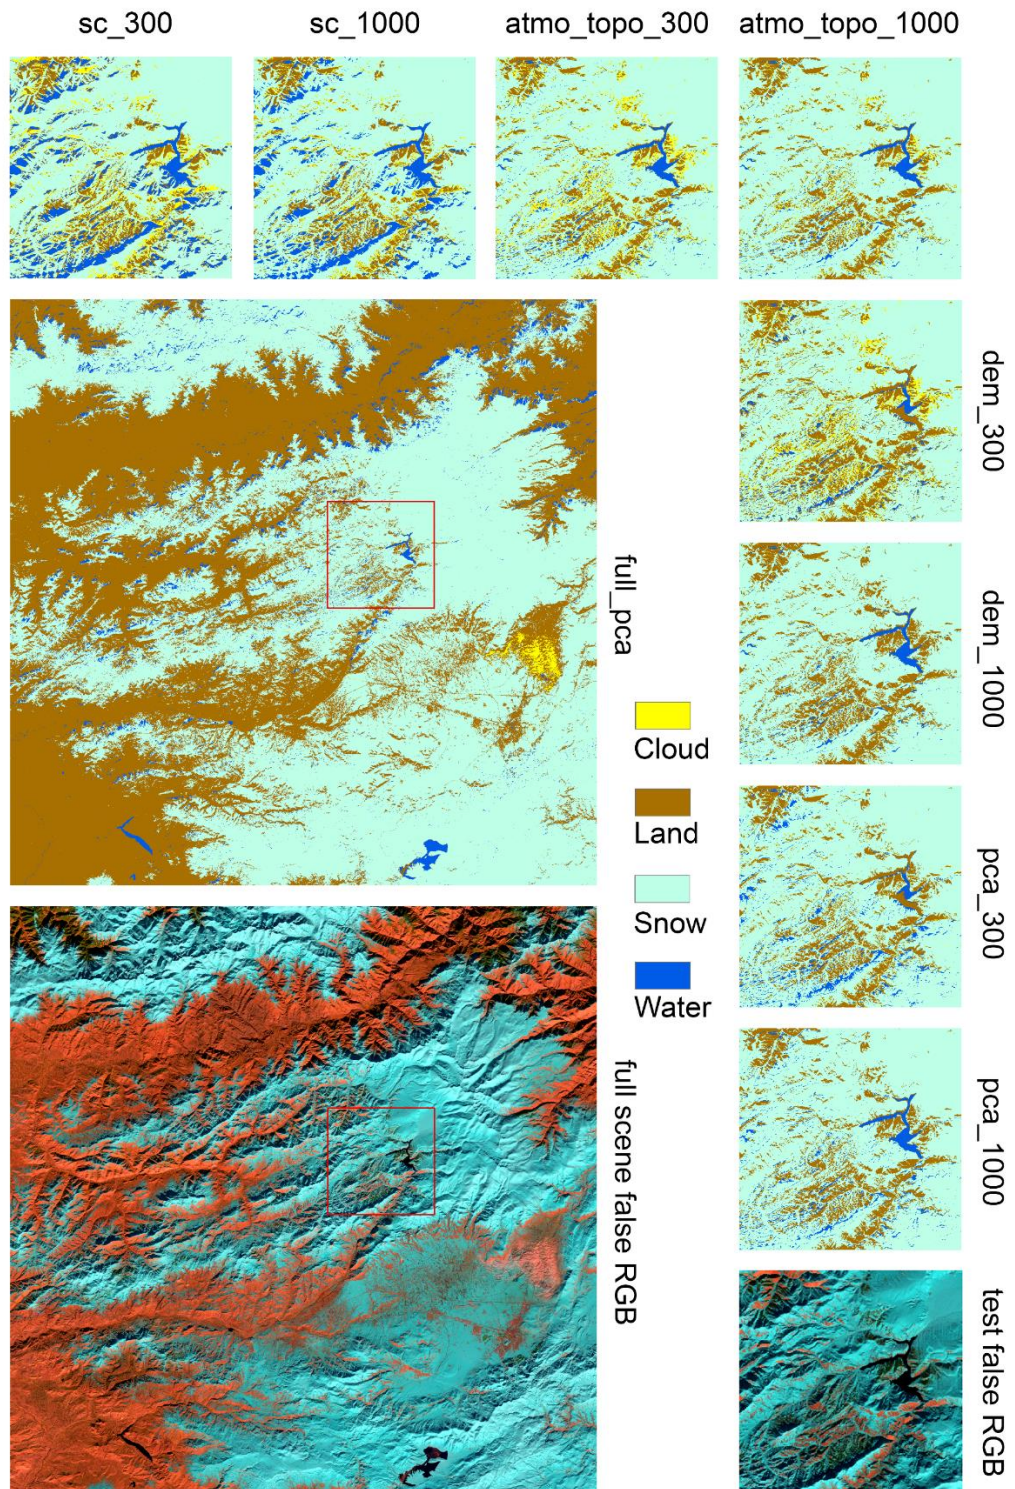 sc_300
sc_1000
atmo_topo_300
atmo_topo_1000
dem_300
dem_1000
pca_300
pca_1000
test false RGB
full_pca
Cloud
Land
Snow
Water
full scene false RGB